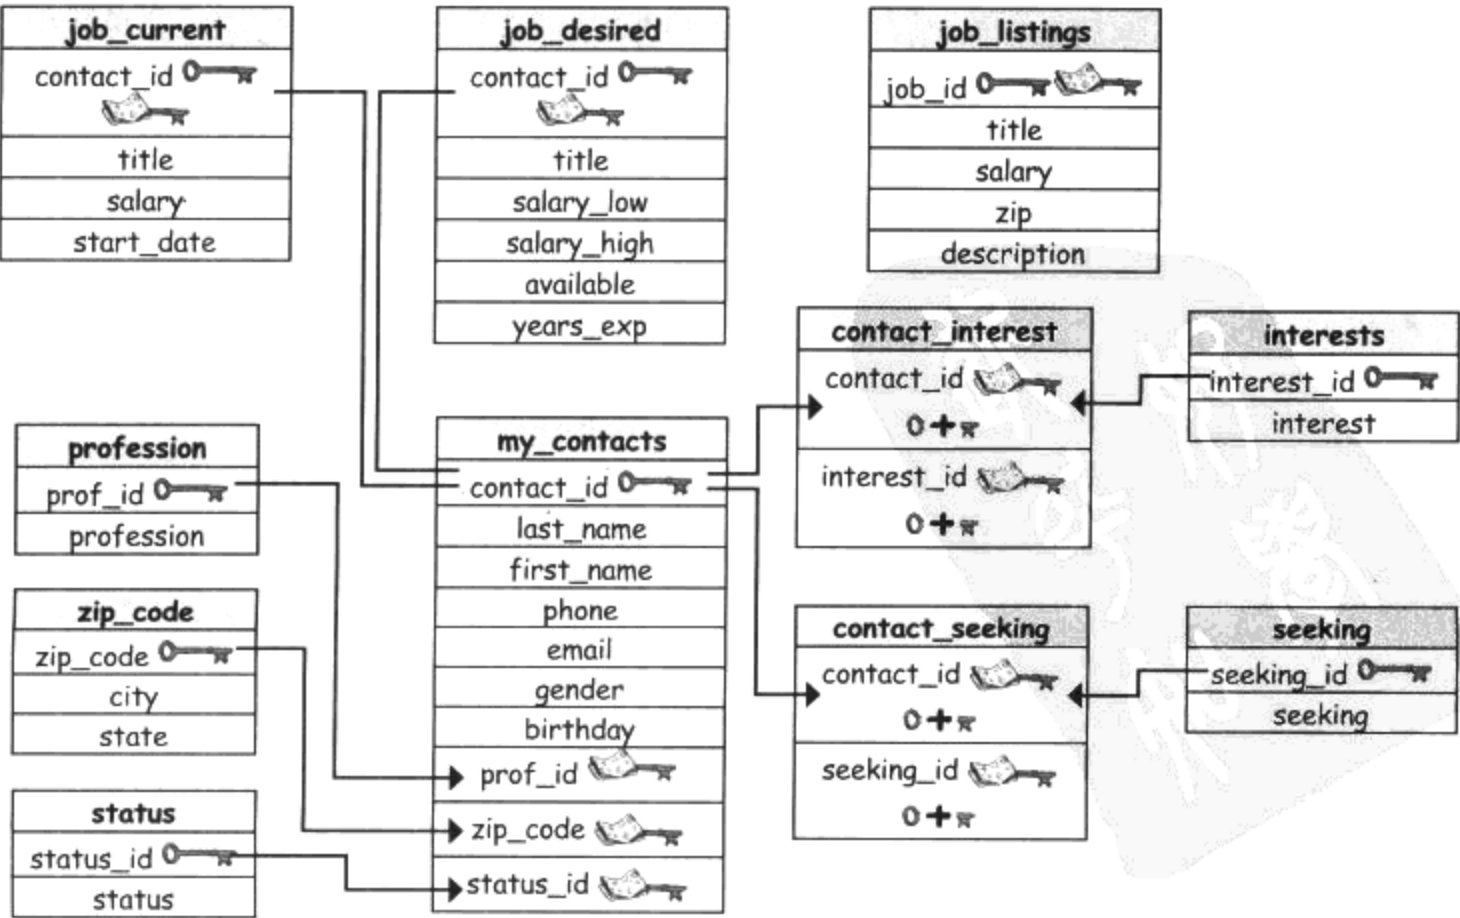 job_current
contact_id
title
salary
start_date
job_desired
contact_id
title
salary_low
salary_high
available
years_exp
job_listings
job_id
title
salary
zip
description
contact_interest
contact_id
+
interest_id
+
interests
interest_id
interest
profession
prof_id
profession
my_contacts
contact_id
last_name
first_name
phone
email
gender
birthday
prof_id
zip_code
status_id
zip_code
zip_code
city
state
contact_seeking
contact_id
+
seeking_id
+
seeking
seeking_id
seeking
status
status_id
status